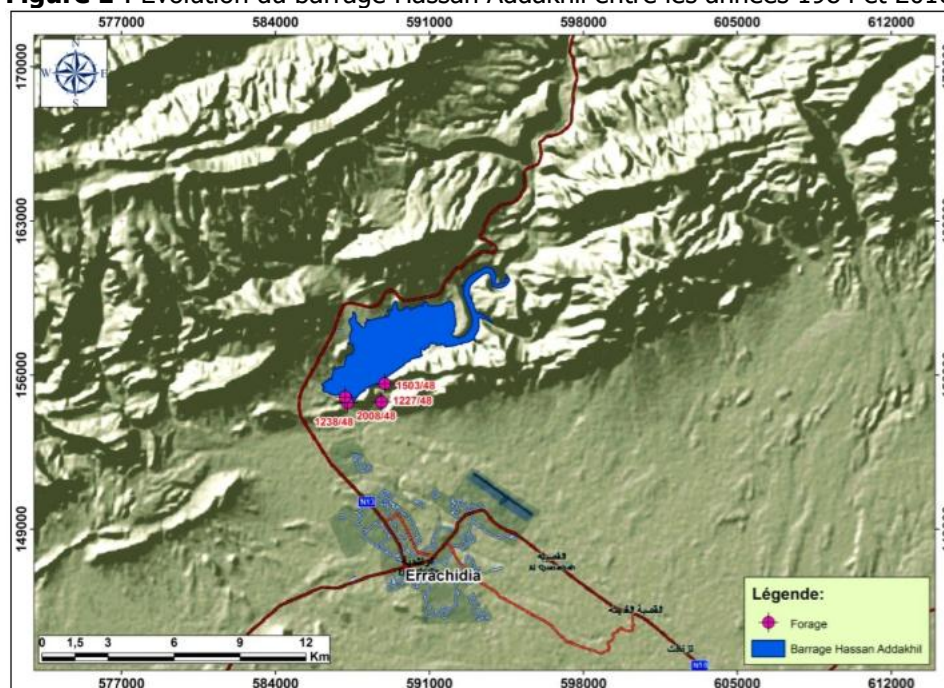 Figure 2 : Evolution du barrage Hassan Addakhil entre les années 1984 et
577000 584000 591000 598000 605000 612000
N
W E
S
170000
163000
156000
149000
1503/48
1227/48
2008/48
1238/48
N13
Errachidia
القصبة القديمة
0 1,5 3 6 9 12
Km
Légende:
Forage
Barrage Hassan Addakhil
577000 584000 591000 598000 605000 612000